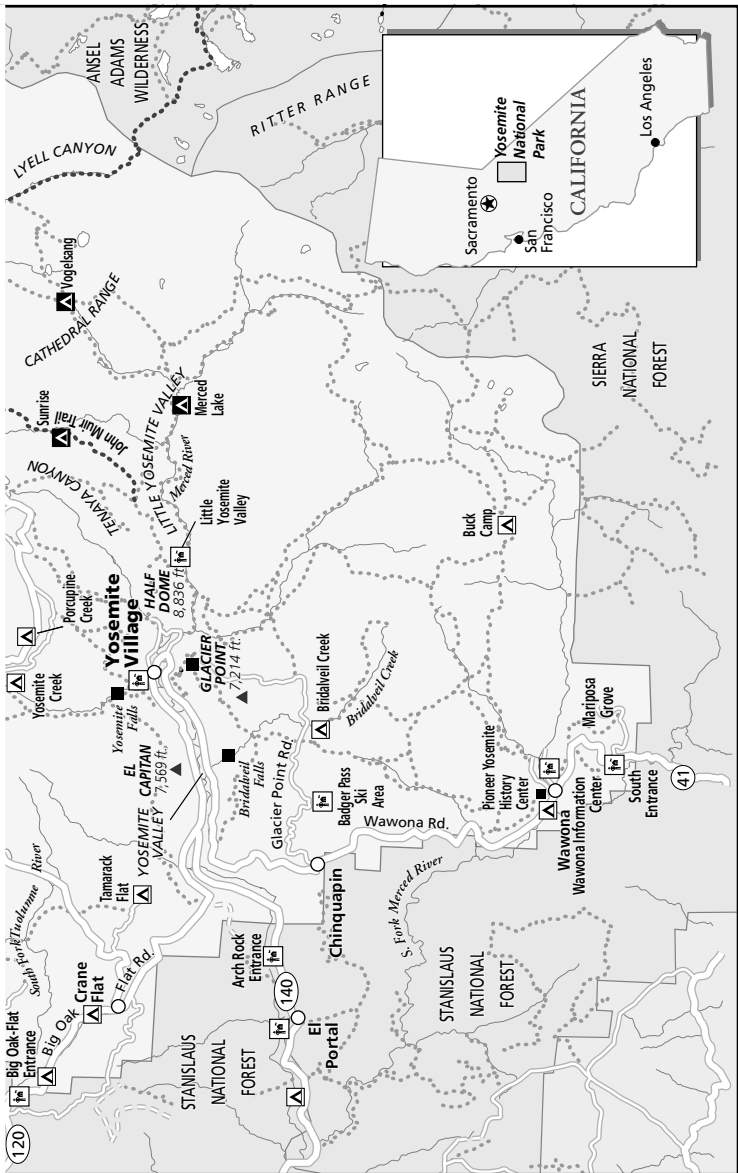 120
Big Oak-Flat
Entrance
South Fork Tuolumne River
Big Oak
Flat Rd.
Crane
Flat
Tamarack
Flat
Yosemite Creek
Porcupine
Creek
Yosemite
Falls
Yosemite
Village
EL
CAPITAN
7,569 ft.
YOSEMITE
VALLEY
HALF
DOME
8,836 ft.
GLACIER
POINT
7,214 ft.
TENAYA CANYON
Sunrise
John Muir Trail
CATHEDRAL RANGE
Vogelsang
LITTLE YOSEMITE VALLEY
Merced River
Merced
Lake
Little
Yosemite
Valley
LYELL CANYON
ANSEL
ADAMS
WILDERNESS
RITTER RANGE
Arch Rock
Entrance
140
El
Portal
STANISLAUS
NATIONAL
FOREST
Bridalveil
Falls
Glacier Point Rd.
Bridalveil Creek
Bridalveil Creek
Badger Pass
Ski
Area
Chinquapin
Wawona Rd.
S. Fork Merced River
STANISLAUS
NATIONAL
FOREST
Buck
Camp
Pioneer Yosemite
History
Center
Wawona
Wawona Information
Center
Mariposa
Grove
South
Entrance
41
SIERRA
NATIONAL
FOREST
Sacramento
San
Francisco
Yosemite
National
Park
CALIFORNIA
Los Angeles